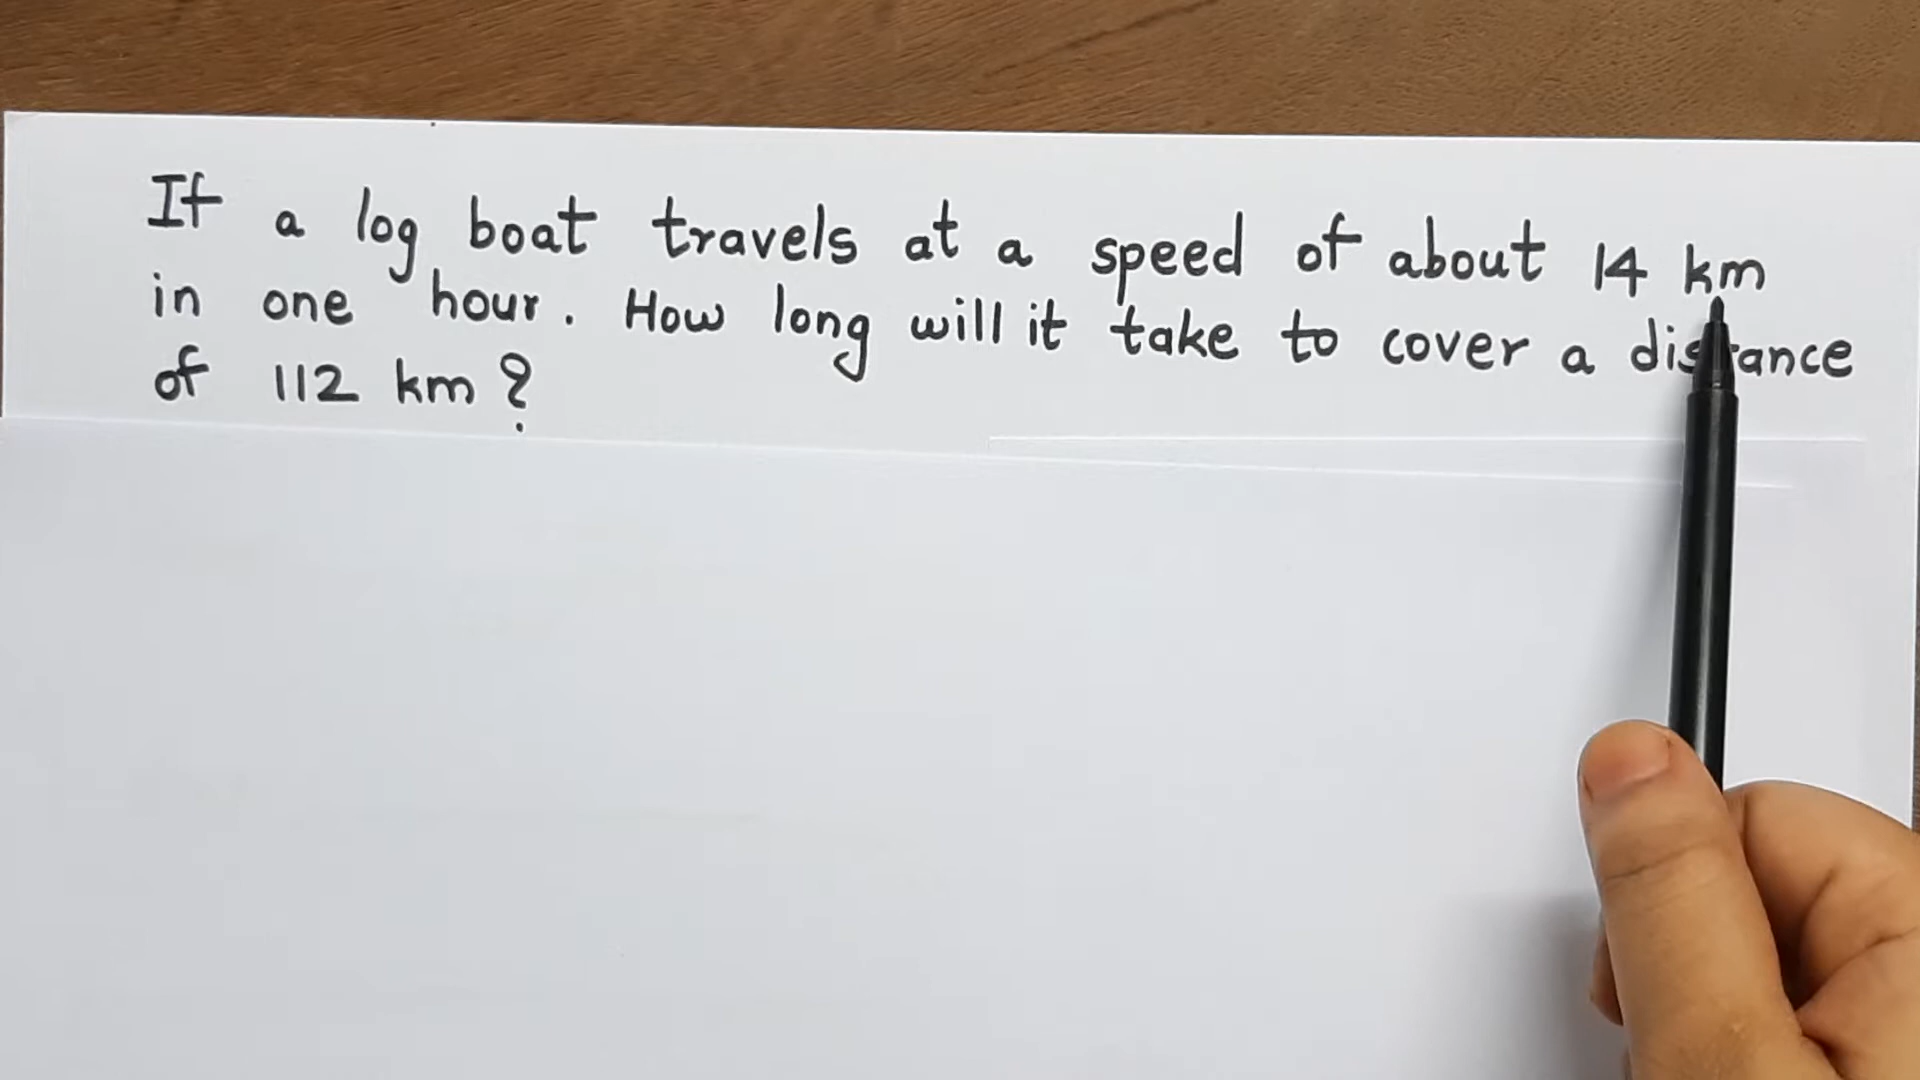 If a log boat travels at a speed of about 14 km
in one hour. How long will it take to cover a distance
of 112 km?